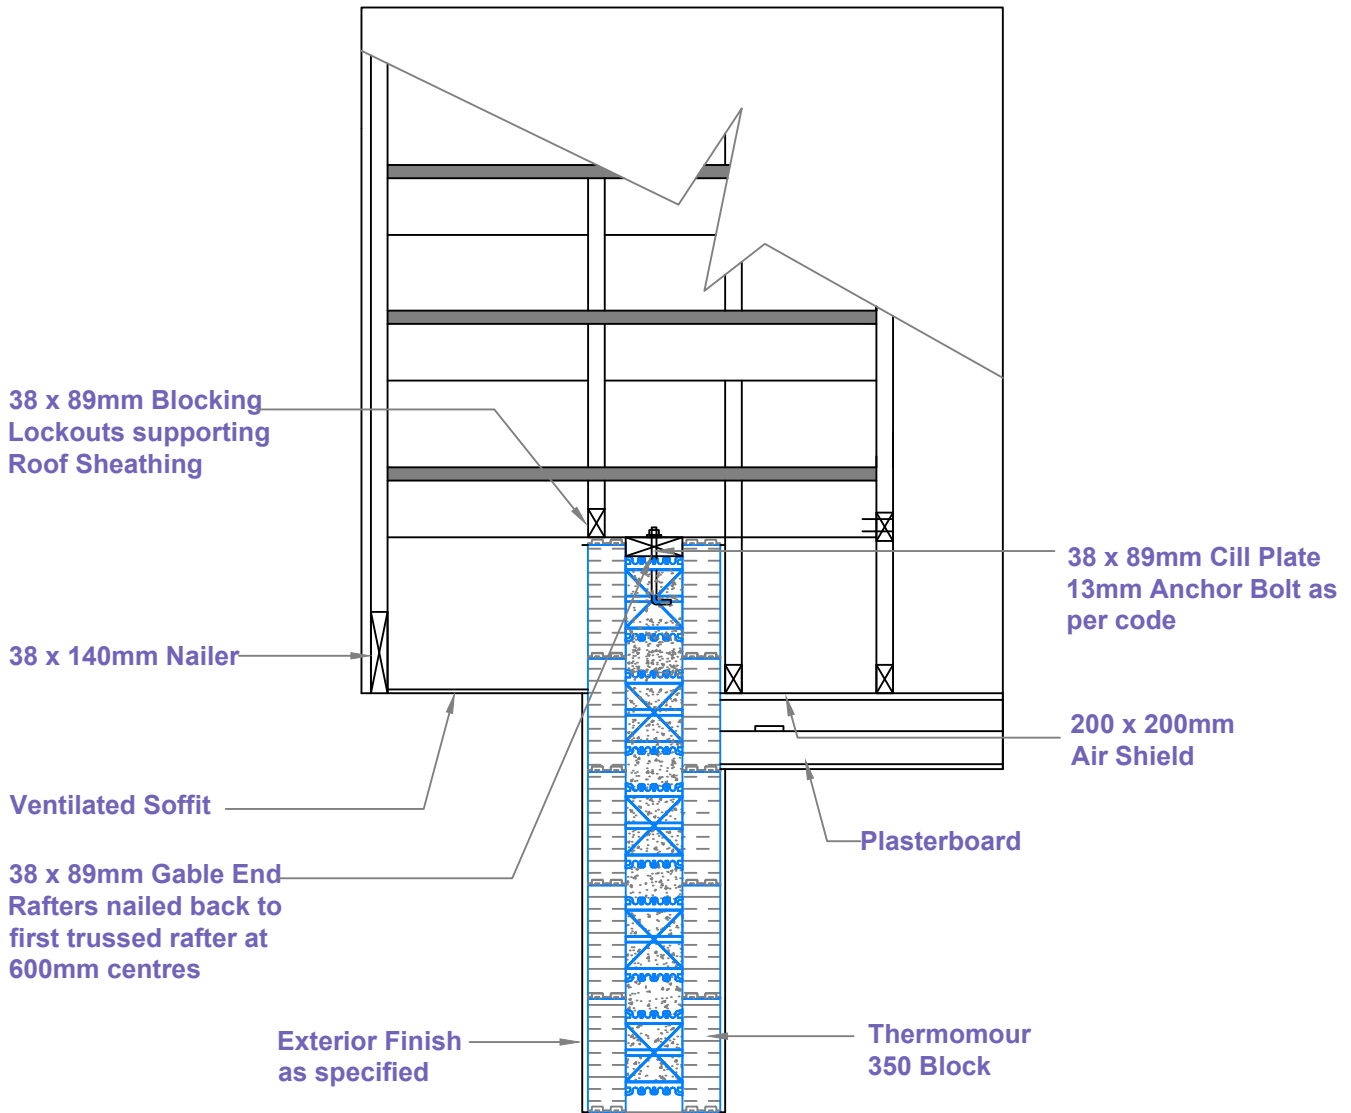 38 x 89mm Blocking
Lockouts supporting
Roof Sheathing
38 x 89mm Cill Plate
13mm Anchor Bolt as
per code
38 x 140mm Nailer
200 x 200mm
Air Shield
Ventilated Soffit
Plasterboard
38 x 89mm Gable End
Rafters nailed back to
first trussed rafter at
600mm centres
Exterior Finish
as specified
Thermomour
350 Block